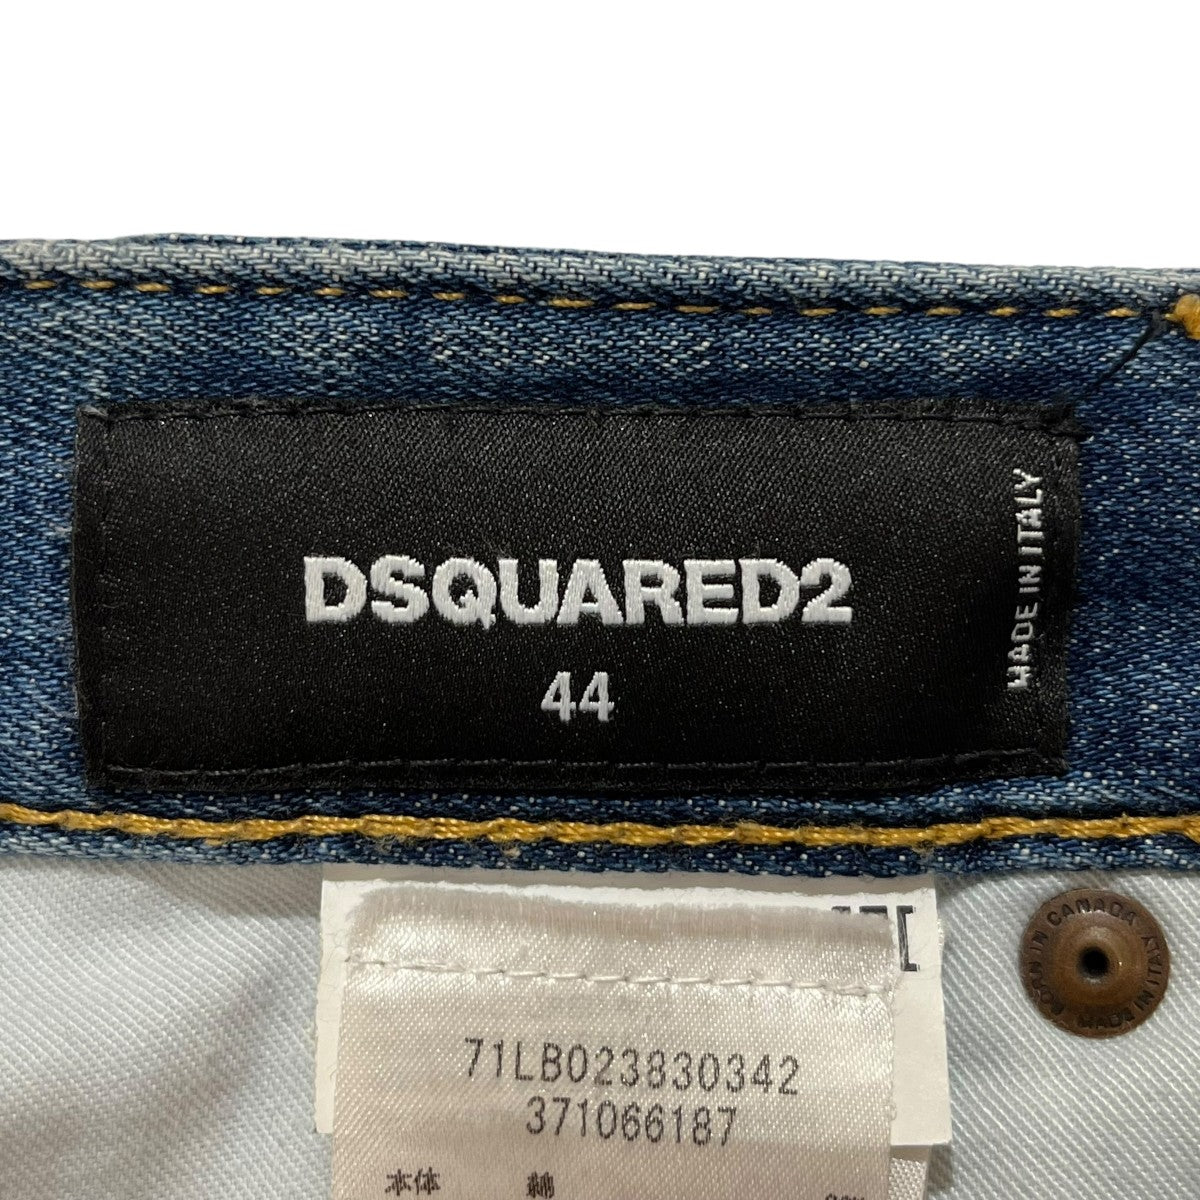 DSQUARED2
44
MADE IN ITALY
BORN IN CANADA
MADE IN ITALY
71LB023830342
371066187
本体 綿